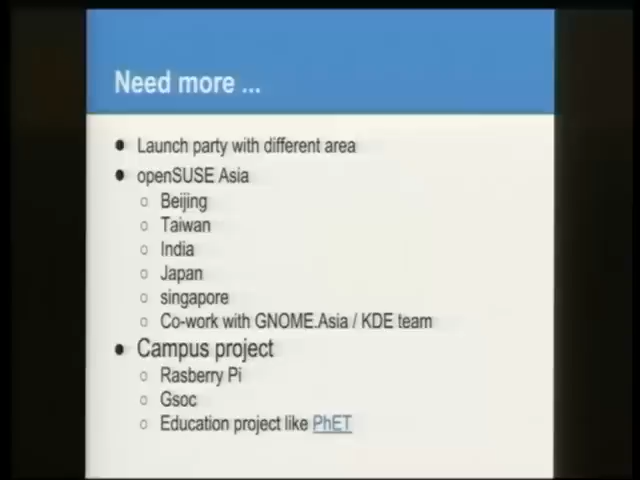 Need more ...
● Launch party with different area
● openSUSE Asia
○ Beijing
○ Taiwan
○ India
○ Japan
○ singapore
○ Co-work with GNOME.Asia / KDE team
● Campus project
○ Rasberry Pi
○ Gsoc
○ Education project like PhET